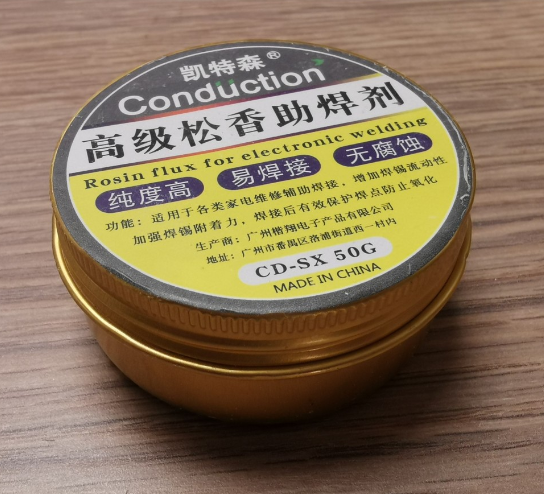 凯特森®
Conduction
高级松香助焊剂
Rosin flux for electronic welding
纯度高 易焊接 无腐蚀
功能：适用于各类家电维修辅助焊接，增加焊锡流动性
加强焊锡附着力，焊接后有效保护焊点防止氧化
生产商：广州楷翔电子产品有限公司
地址：广州市番禺区洛浦街道西一村内
CD-SX 50G
MADE IN CHINA